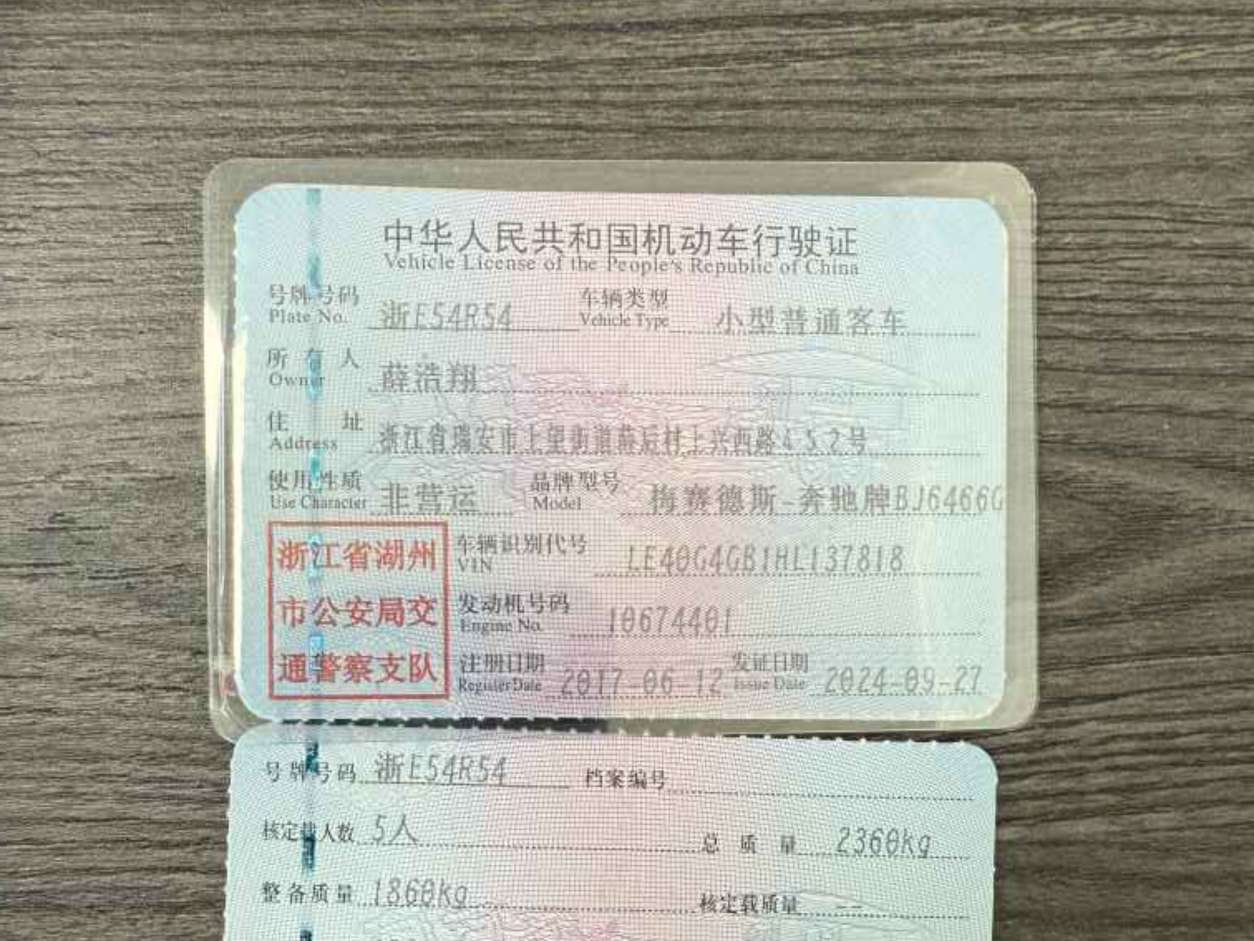 中华人民共和国机动车行驶证
Vehicle License of the People's Republic of China
号牌号码 浙E54R54 车辆类型 小型普通客车
Plate No. Vehicle Type
所有人 薛浩翔
Owner
住址 浙江省瑞安市上望街道薛后村上兴西路452号
Address
使用性质 非营运 品牌型号 梅赛德斯-奔驰牌BJ6466G
Use Character Model
浙江省湖州
市公安局交
通警察支队
车辆识别代号 LE40G4GB1HL137818
VIN
发动机号码 10674401
Engine No.
注册日期 2017-06-12 发证日期 2024-09-27
Register Date Issue Date
号牌号码 浙E54R54 档案编号
核定载人数 5人 总质量 2360kg
整备质量 1860kg 核定载质量 --